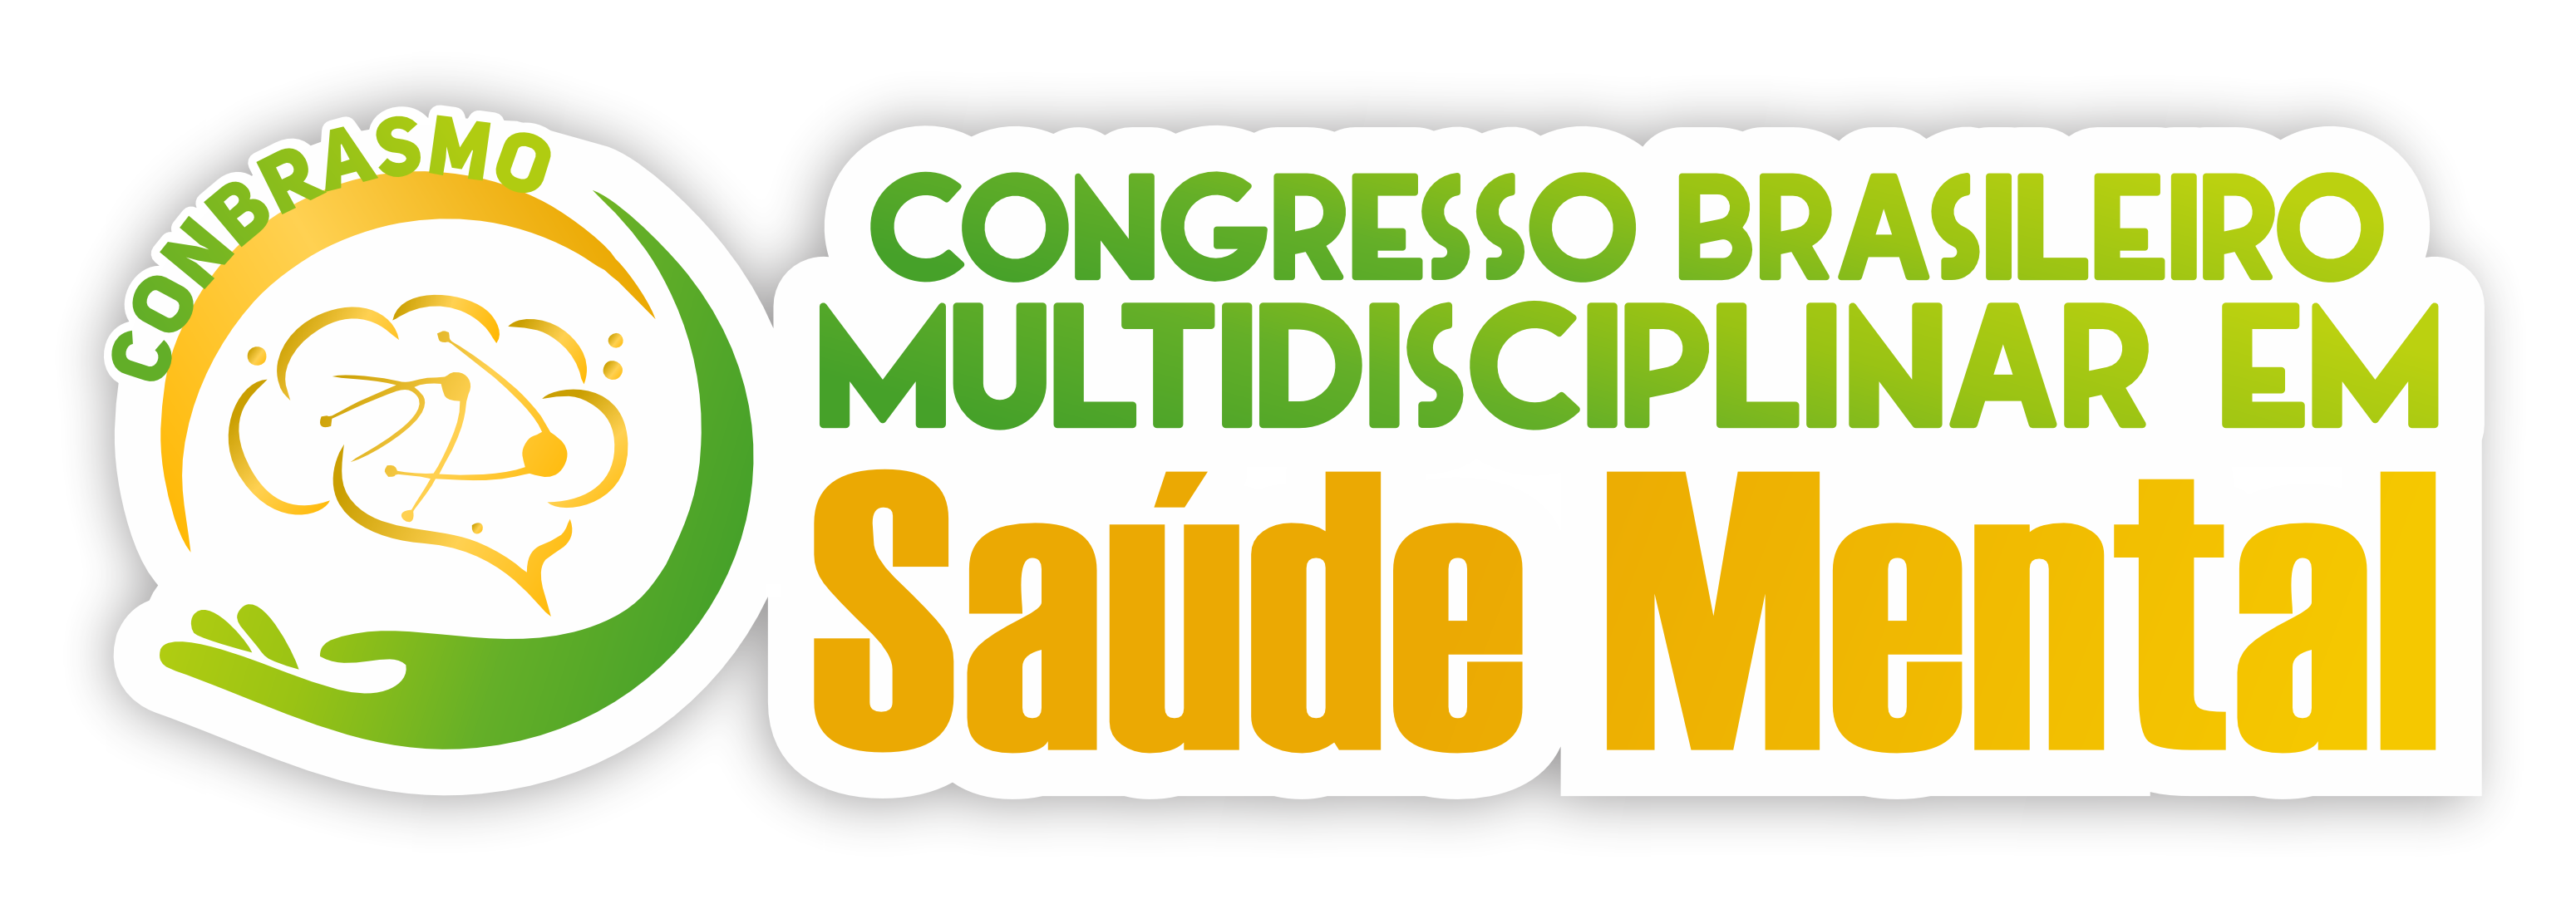 CONBRASMO
CONGRESSO BRASILEIRO
MULTIDISCIPLINAR EM
Saúde Mental